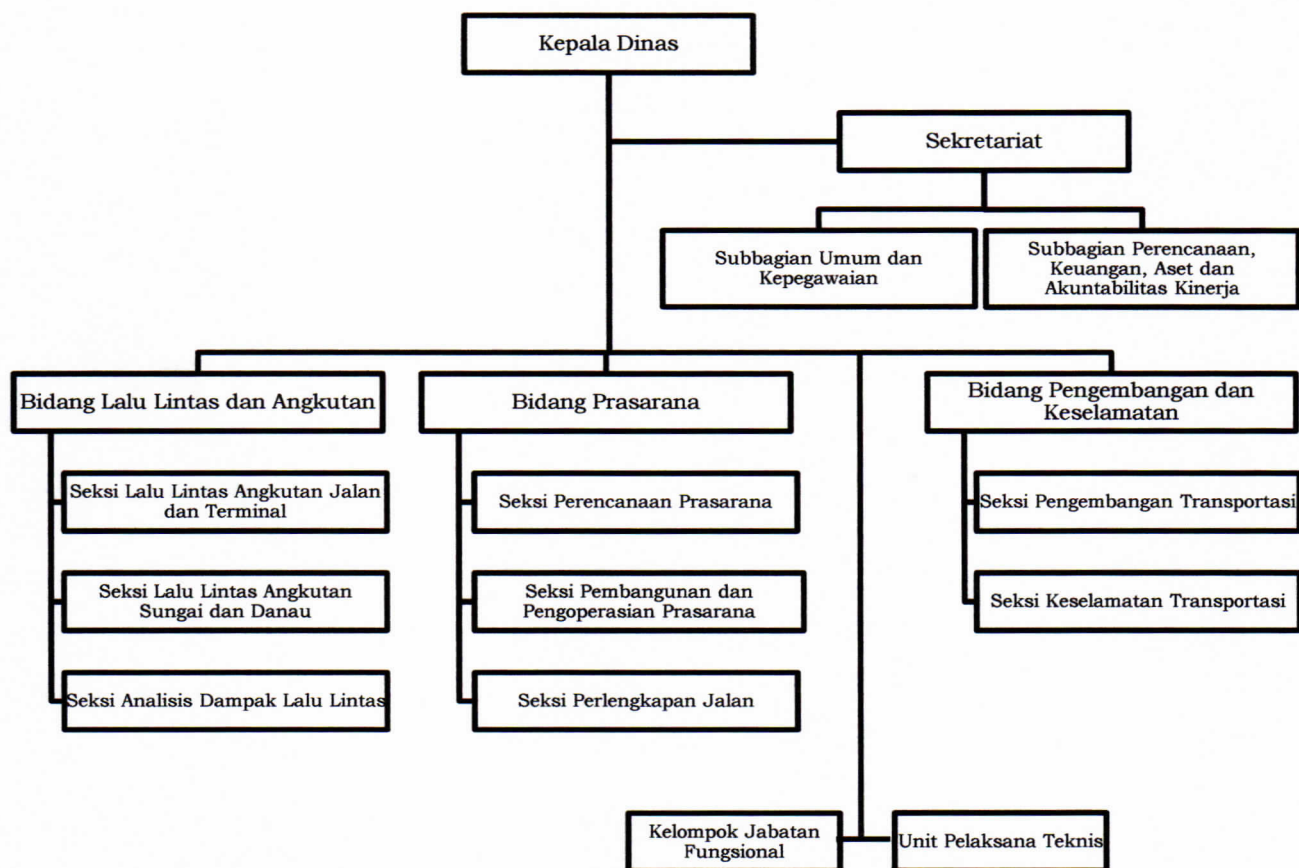 Kepala Dinas
Sekretariat
Subbagian Umum dan
Kepegawaian
Subbagian Perencanaan,
Keuangan, Aset dan
Akuntabilitas Kinerja
Bidang Lalu Lintas dan Angkutan
Bidang Prasarana
Bidang Pengembangan dan
Keselamatan
Seksi Lalu Lintas Angkutan Jalan
dan Terminal
Seksi Lalu Lintas Angkutan
Sungai dan Danau
Seksi Analisis Dampak Lalu Lintas
Seksi Perencanaan Prasarana
Seksi Pembangunan dan
Pengoperasian Prasarana
Seksi Perlengkapan Jalan
Seksi Pengembangan Transportasi
Seksi Keselamatan Transportasi
Kelompok Jabatan
Fungsional
Unit Pelaksana Teknis